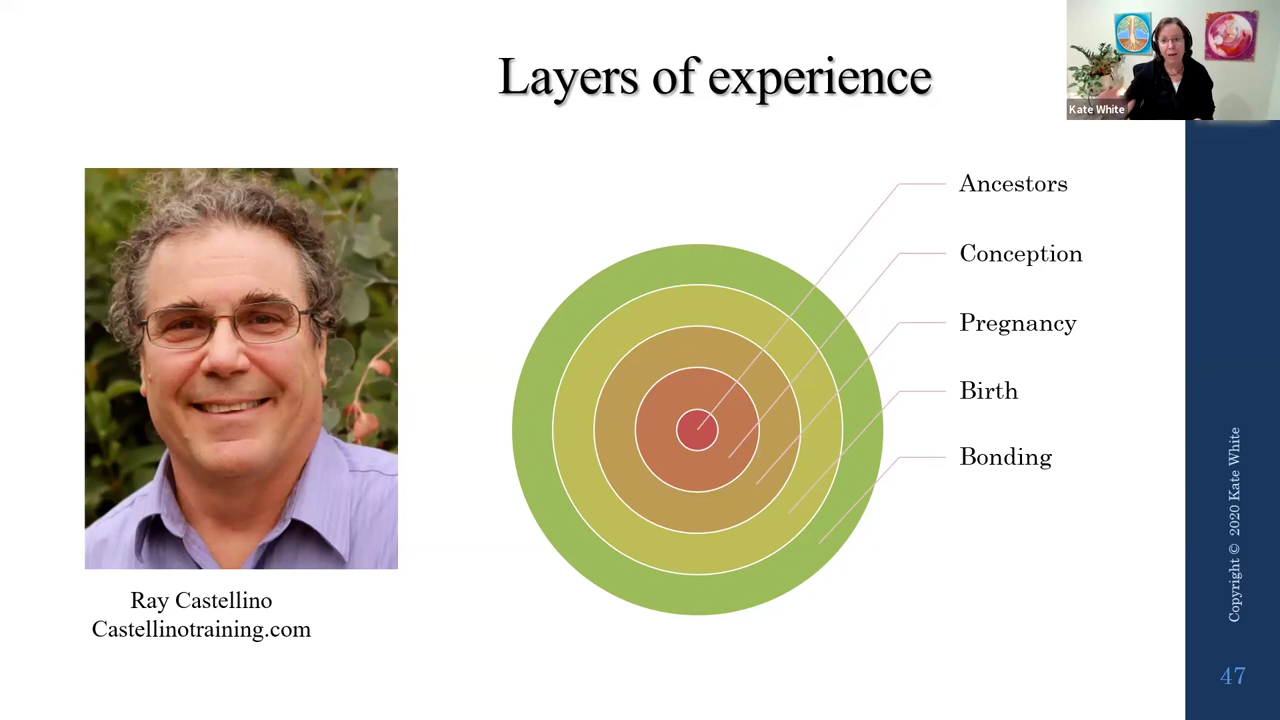 Layers of experience
Kate White
Ancestors
Conception
Pregnancy
Birth
Bonding
Ray Castellino
Castellinotraining.com
Copyright © 2020 Kate White
47